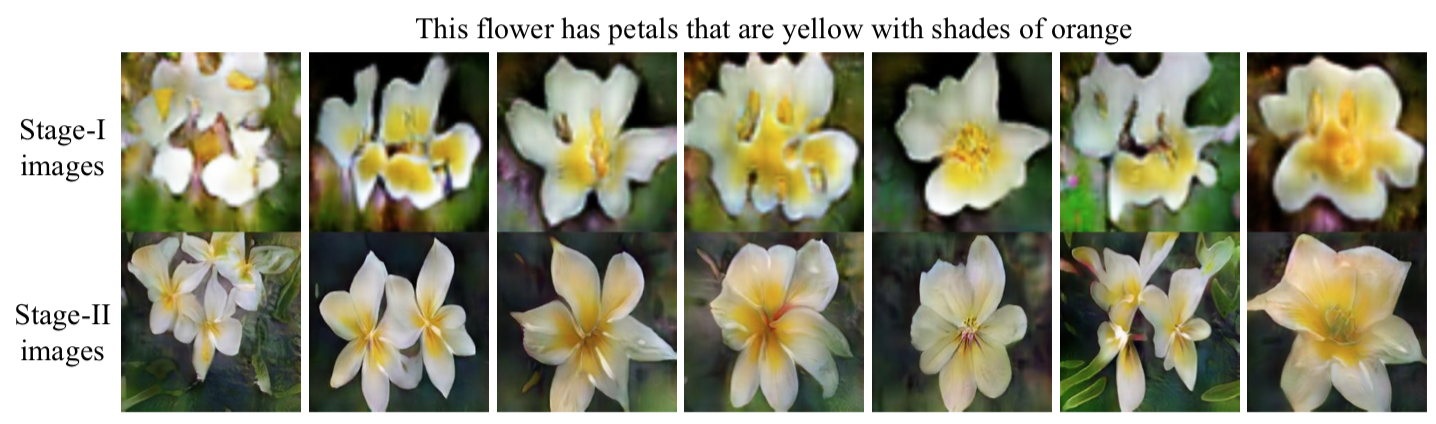 This flower has petals that are yellow with shades of orange
Stage-I
images
Stage-II
images